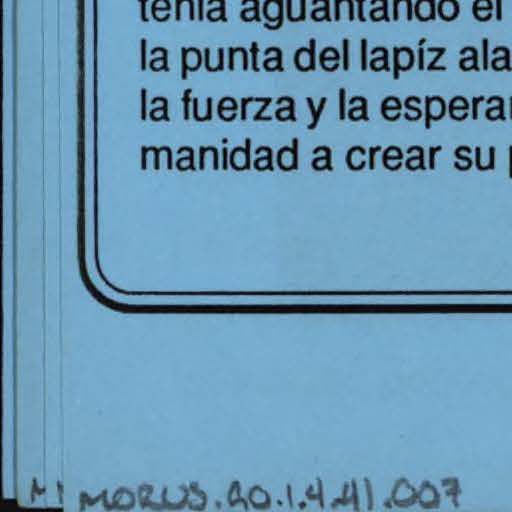 tenía aguantando el
la punta del lapíz ala
la fuerza y la espera
manidad a crear su
MORUS.90.1.4.41.007